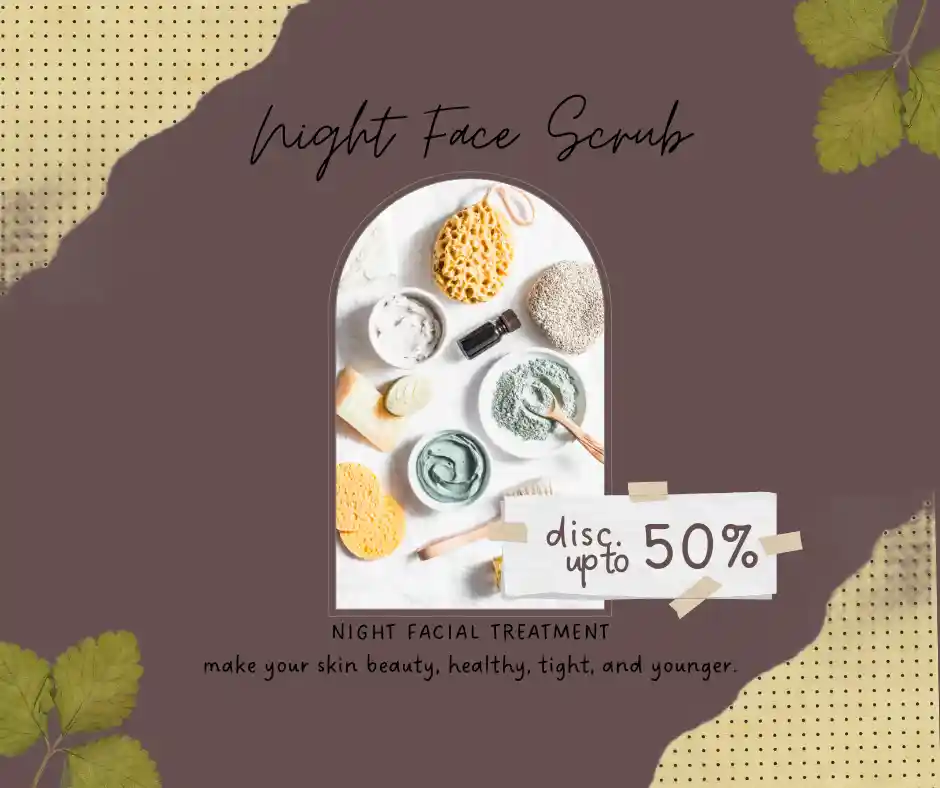 Night Face Scrub
disc.
upto
50%
NIGHT FACIAL TREATMENT
make your skin beauty, healthy, tight, and younger.